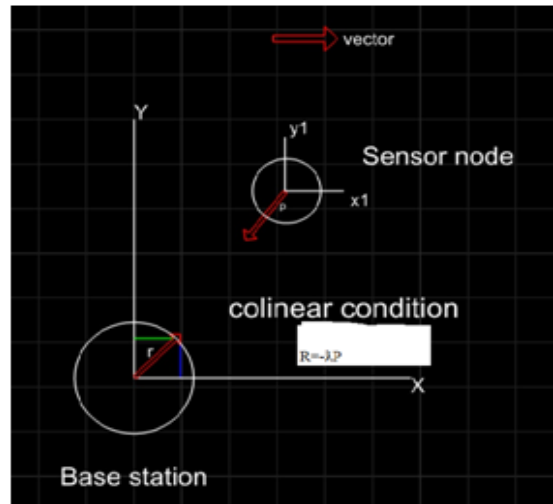 vector
Y
y1
Sensor node
P
x1
colinear condition
R=-λP
r
X
Base station